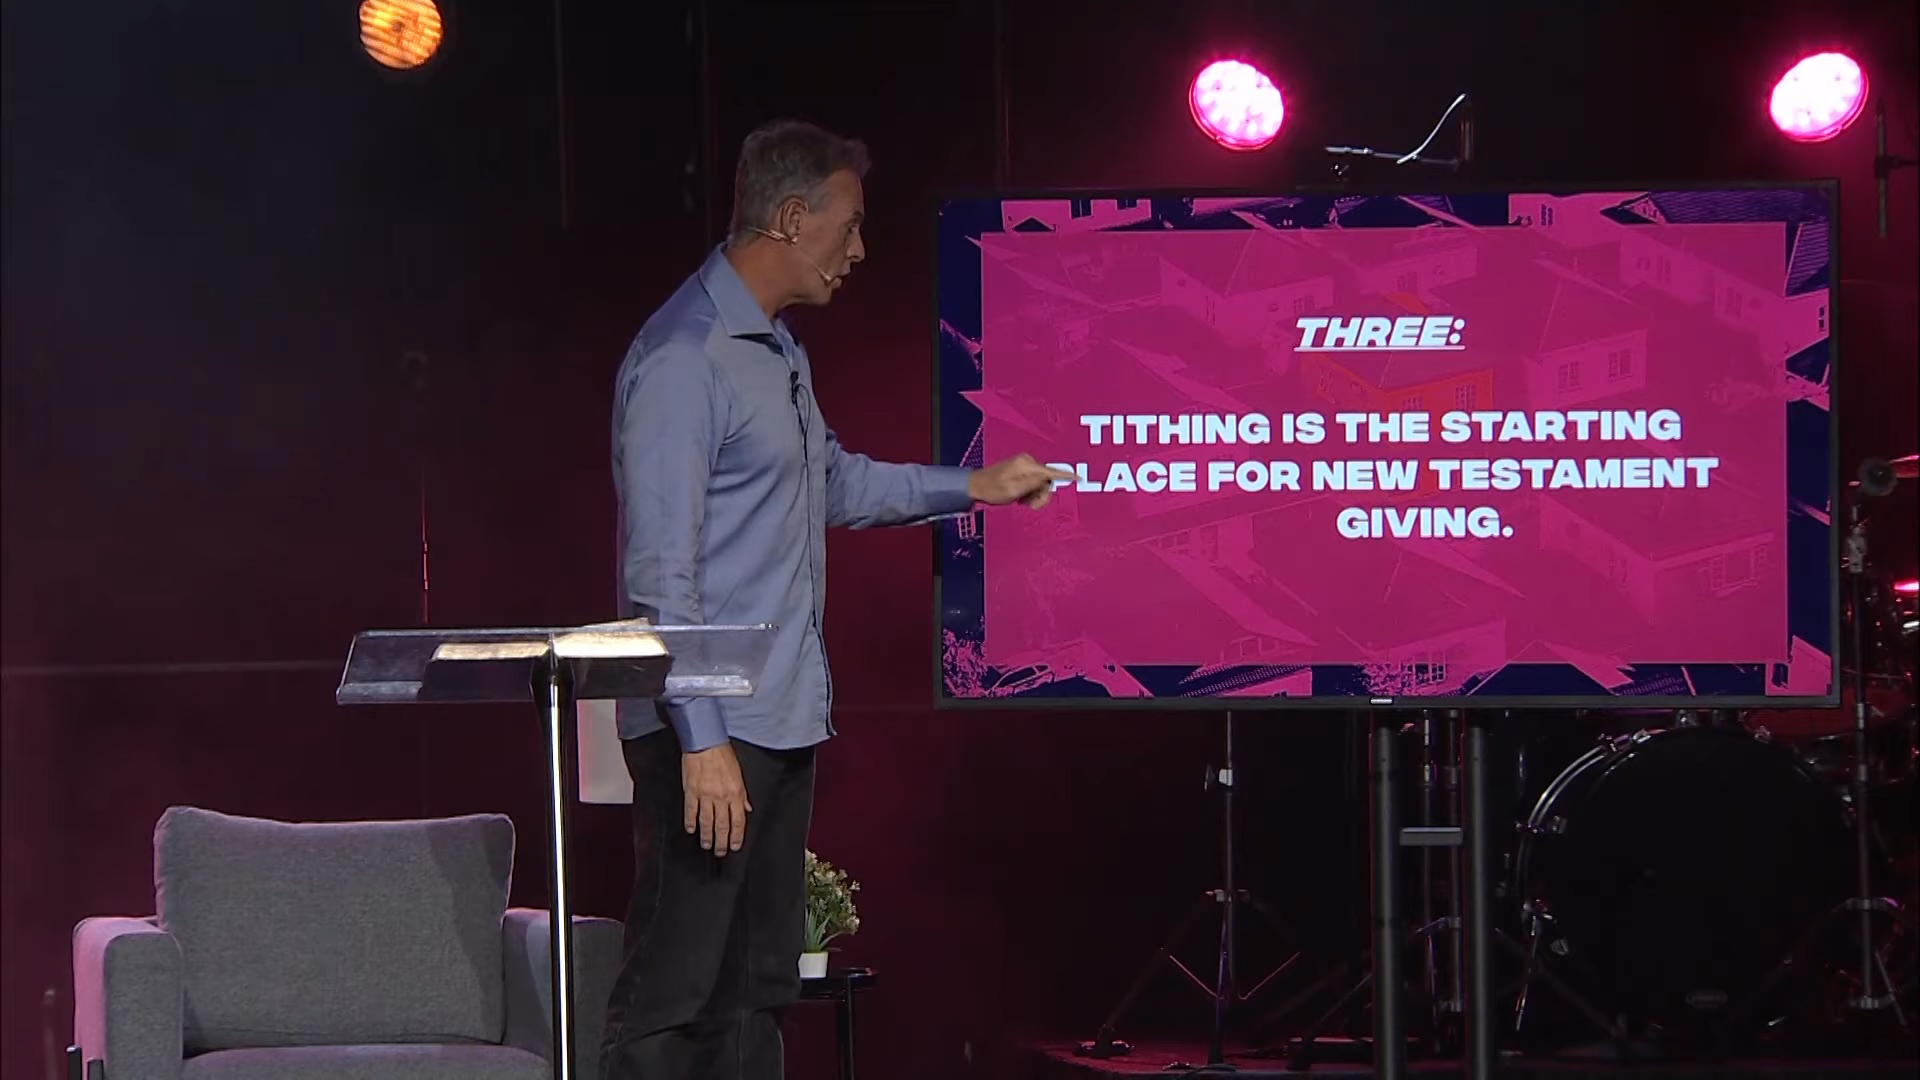 THREE:
TITHING IS THE STARTING
PLACE FOR NEW TESTAMENT
GIVING.